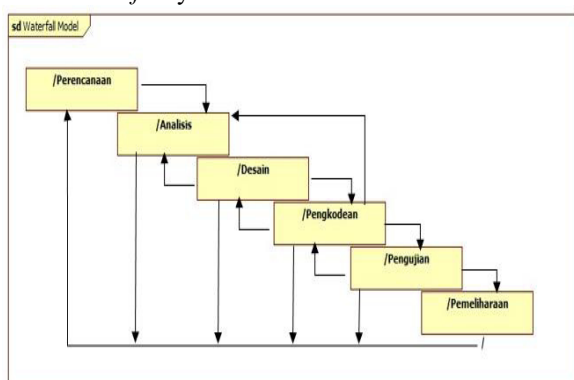 sd Waterfall Model
/Perencanaan
/Analisis
/Desain
/Pengkodean
/Pengujian
/Pemeliharaan
/